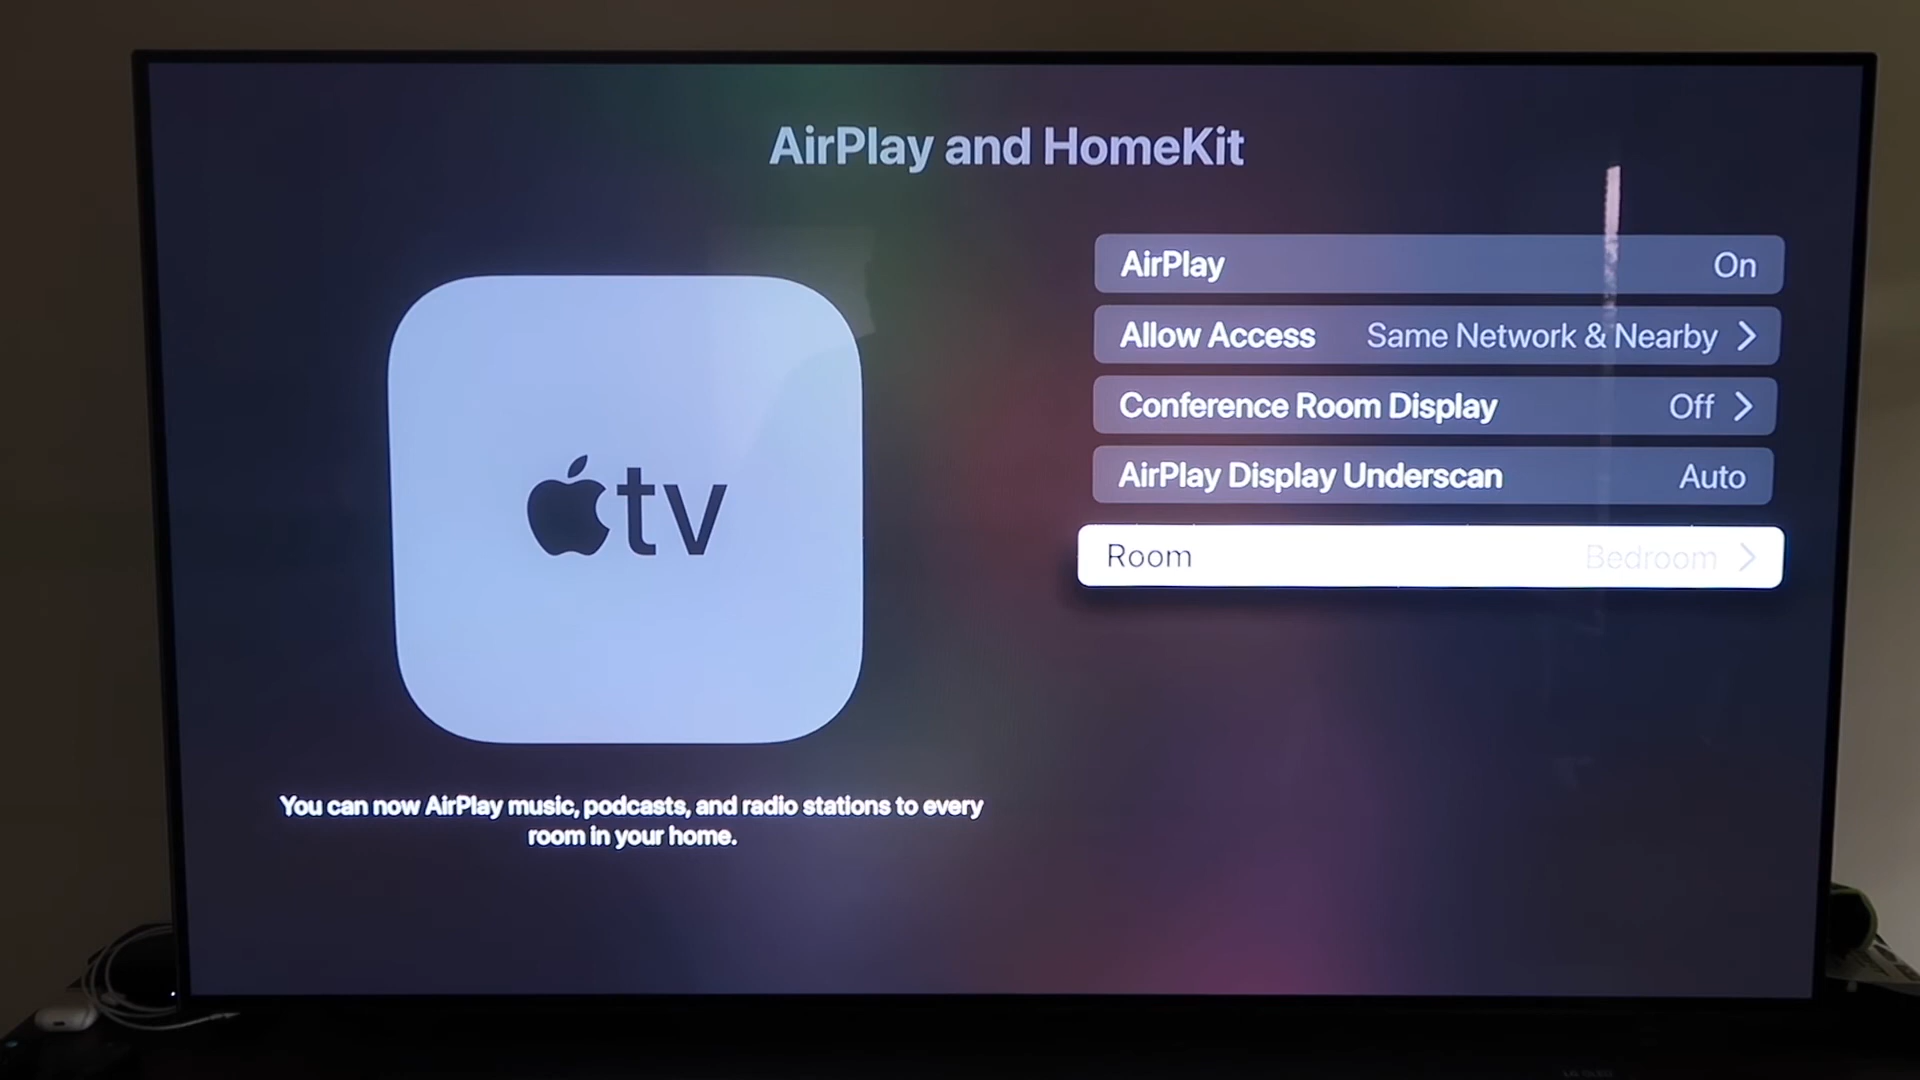 AirPlay and HomeKit
AirPlay On
Allow Access Same Network & Nearby
Conference Room Display Off
AirPlay Display Underscan Auto
Room Bedroom
tv
You can now AirPlay music, podcasts, and radio stations to every
room in your home.